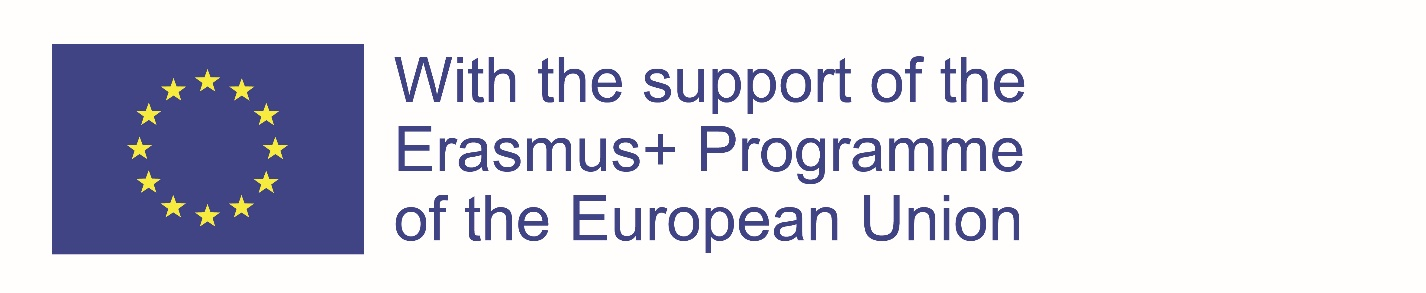 With the support of the
Erasmus+ Programme
of the European Union